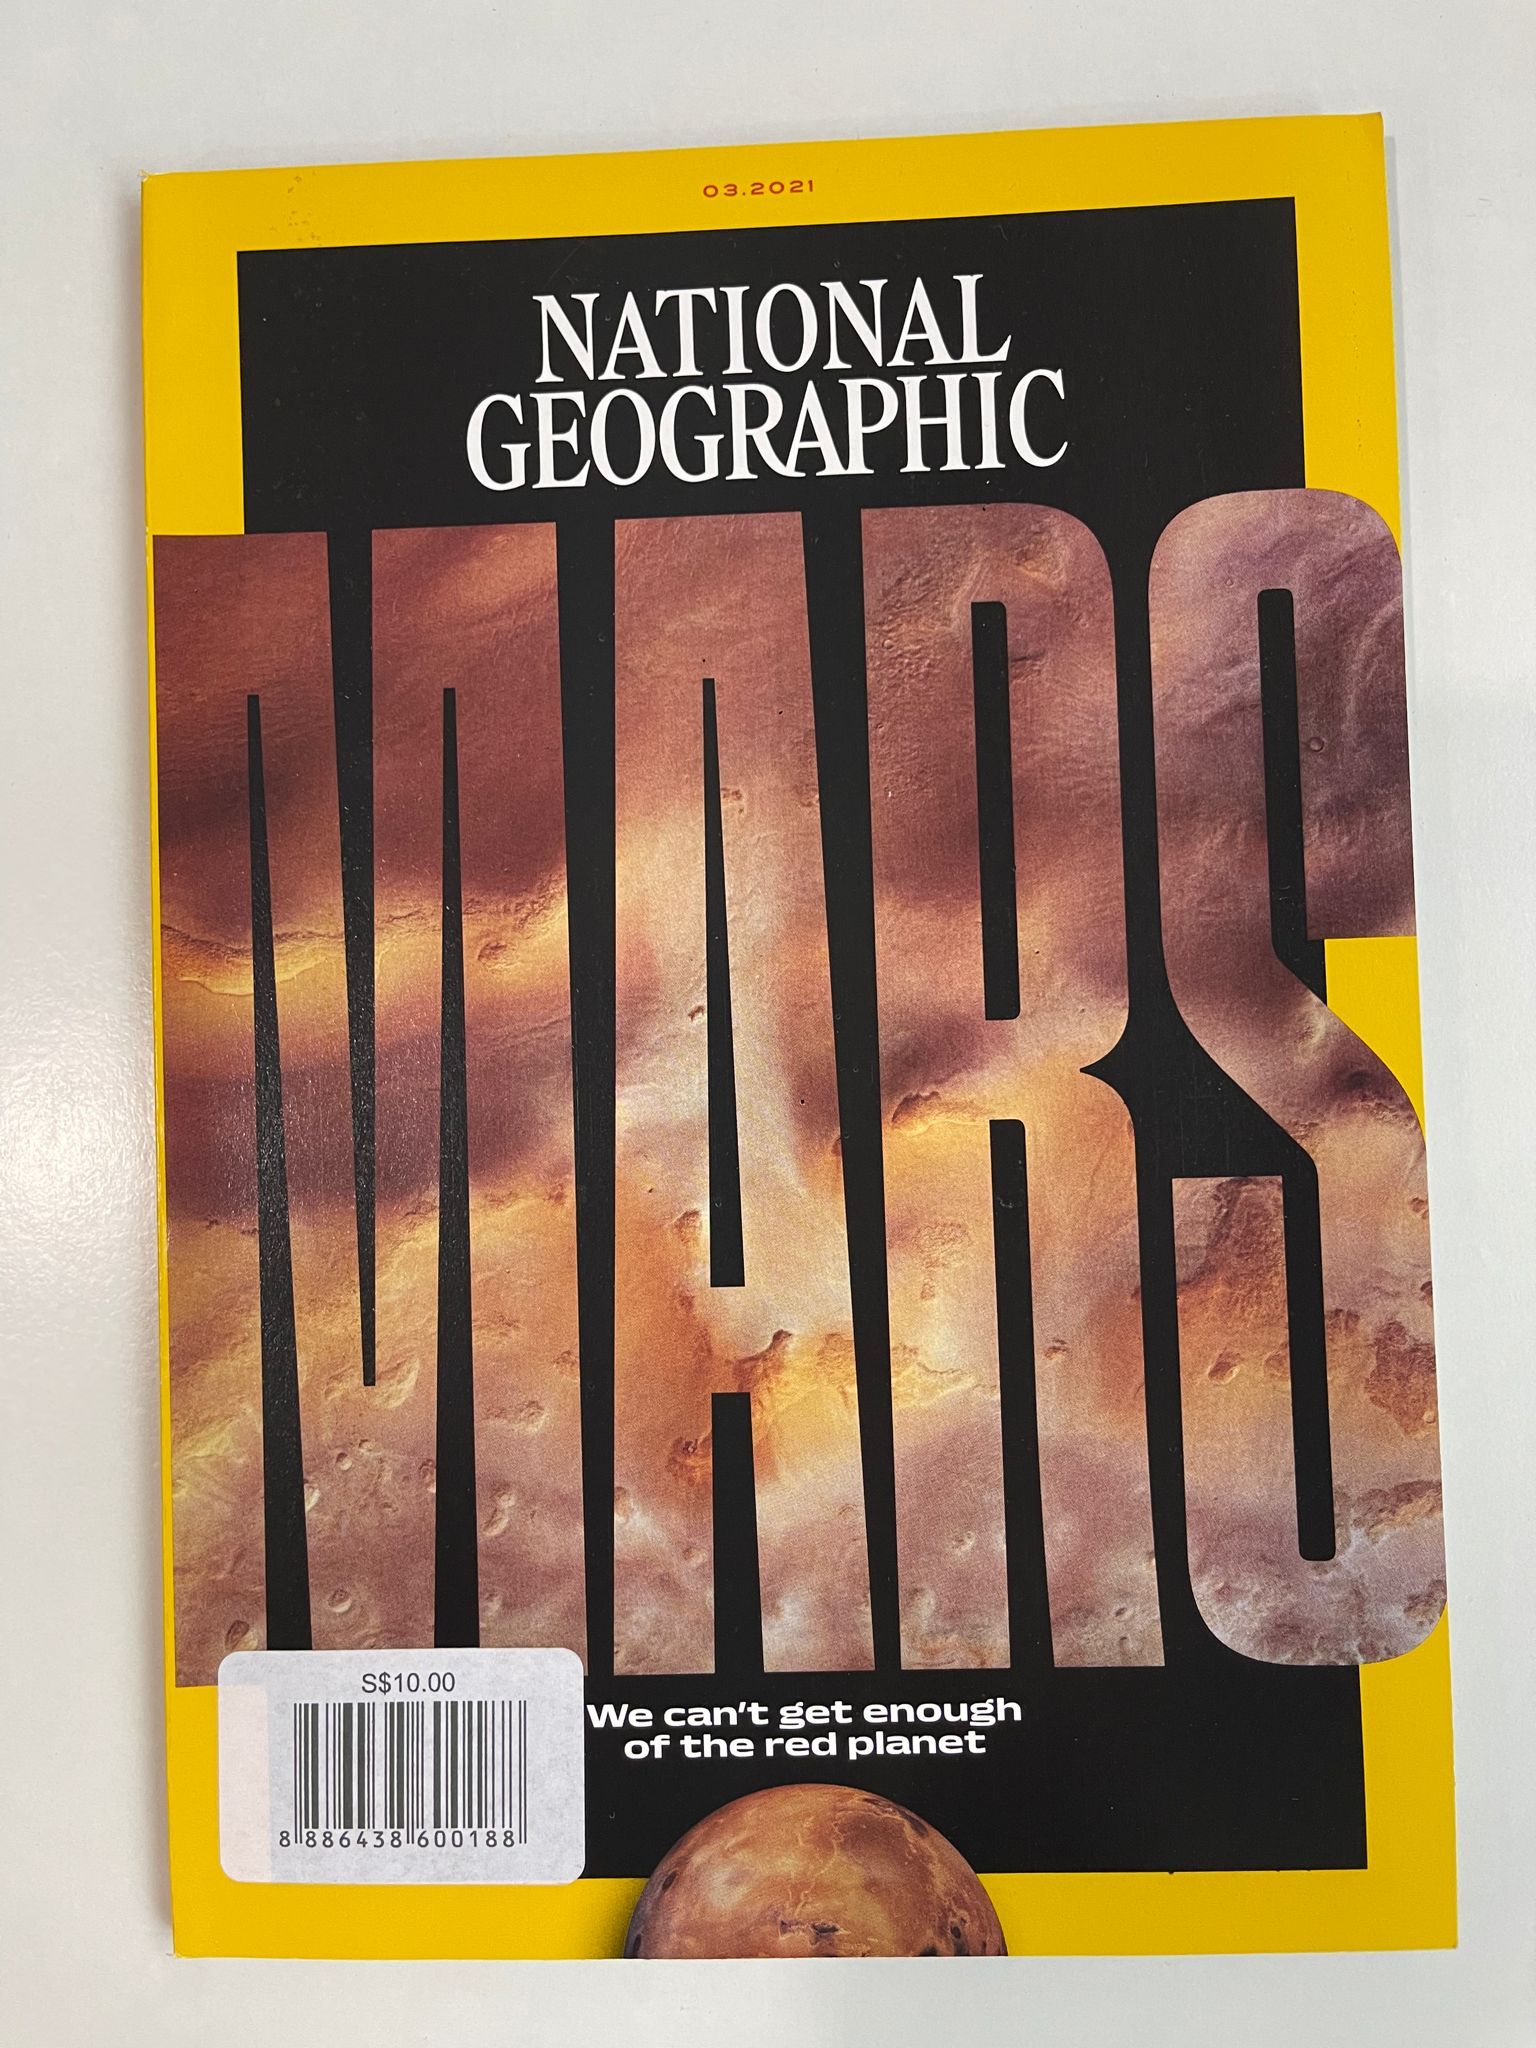 03.2021
NATIONAL
GEOGRAPHIC
MARS
We can't get enough
of the red planet
S$10.00
8 886438 600188